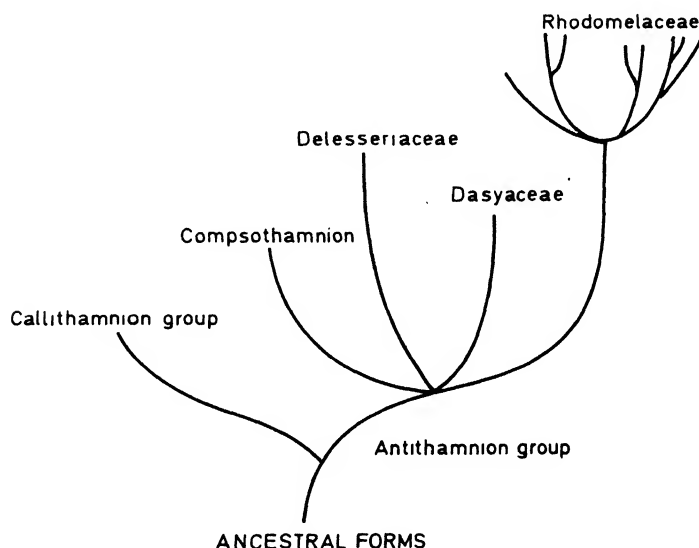 Rhodomelaceae
Delesseriaceae
Dasyaceae
Compsothamnion
Callithamnion group
Antithamnion group
ANCESTRAL FORMS